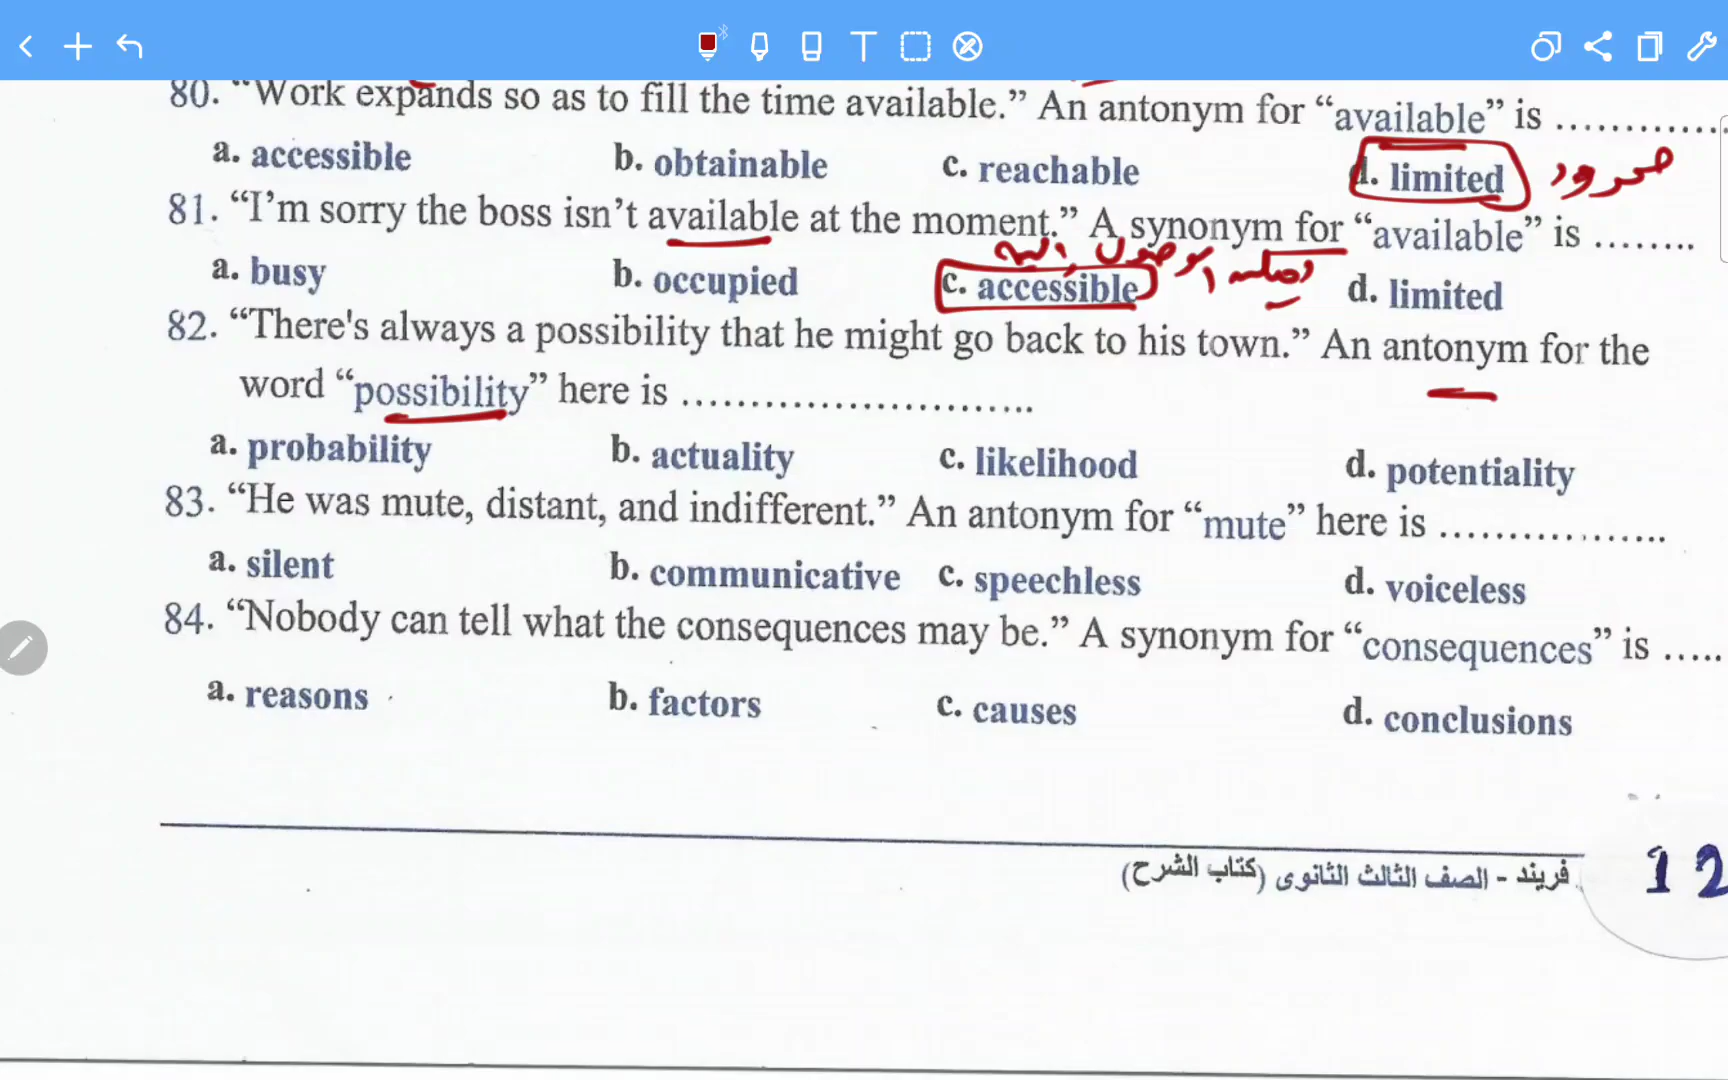 80. “Work expands so as to fill the time available.” An antonym for “available” is .............
a. accessible b. obtainable c. reachable d. limited محدود
81. “I’m sorry the boss isn’t available at the moment.” A synonym for “available” is ........
الوصول إليه
a. busy b. occupied c. accessible d. limited
82. “There's always a possibility that he might go back to his town.” An antonym for the
word “possibility” here is ..........................
a. probability b. actuality c. likelihood d. potentiality
83. “He was mute, distant, and indifferent.” An antonym for “mute” here is .................
a. silent b. communicative c. speechless d. voiceless
84. “Nobody can tell what the consequences may be.” A synonym for “consequences” is .....
a. reasons b. factors c. causes d. conclusions
فريند - الصف الثالث الثانوى (كتاب الشرح)
12